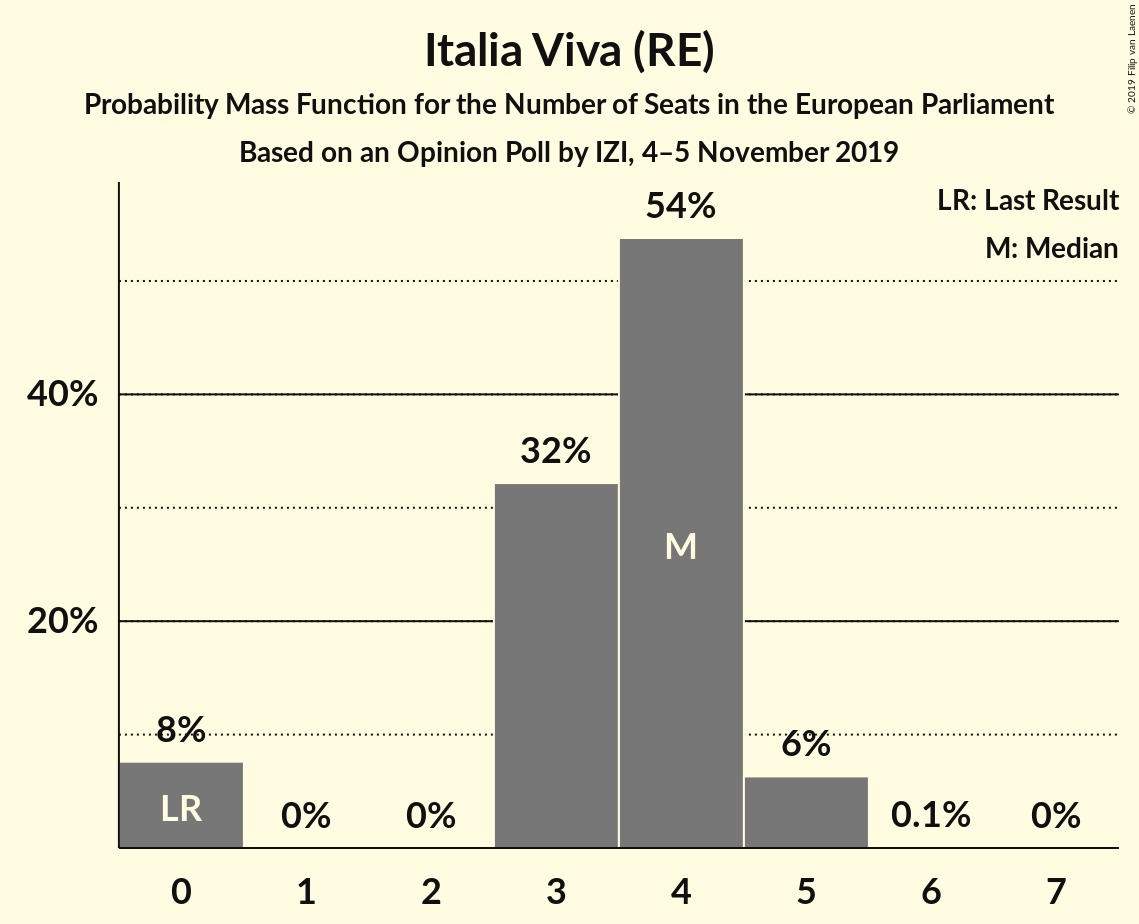 Italia Viva (RE)
Probability Mass Function for the Number of Seats in the European Parliament
Based on an Opinion Poll by IZI, 4–5 November 2019
© 2019 Filip van Laenen
LR: Last Result
M: Median
54%
40%
32%
M
20%
8%
6%
LR
0%
0%
0.1%
0%
0 1 2 3 4 5 6 7